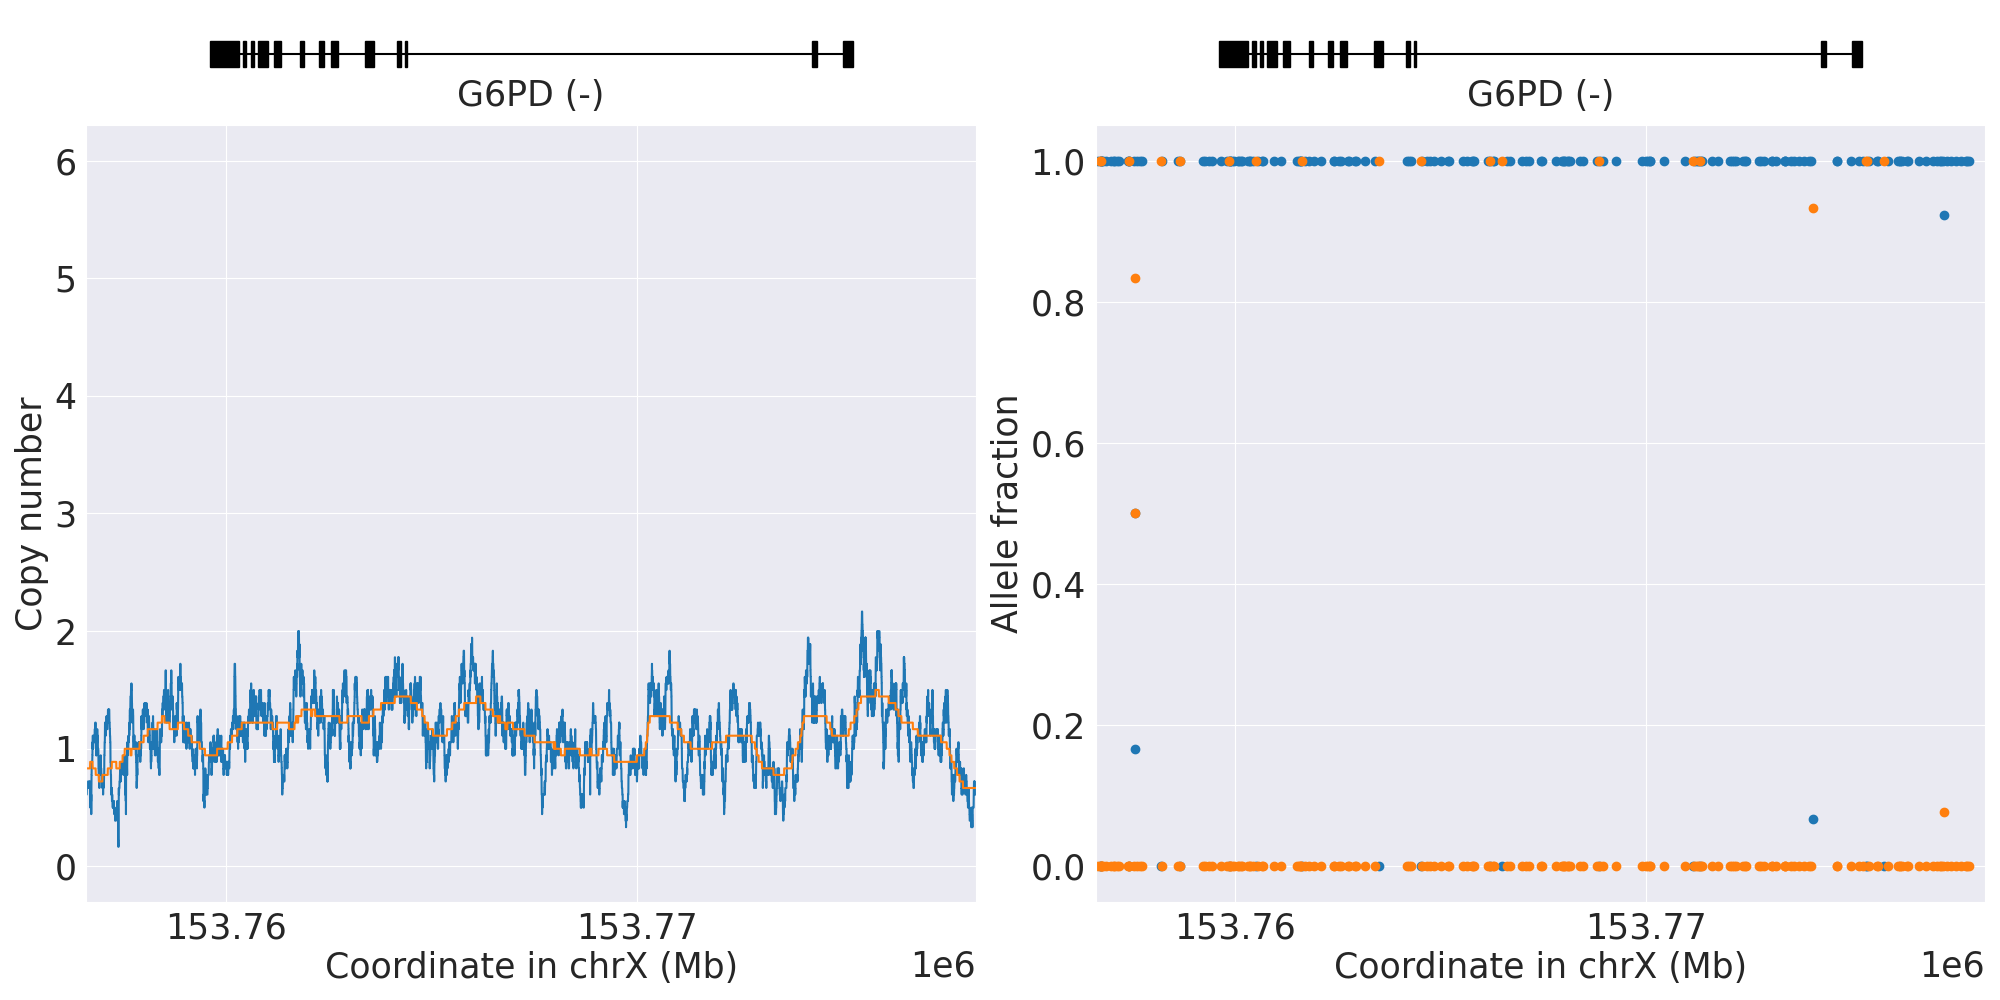 G6PD (-)
6
5
4
3
2
1
0
Copy number
153.76
153.77
Coordinate in chrX (Mb)
1e6
G6PD (-)
1.0
0.8
0.6
0.4
0.2
0.0
Allele fraction
153.76
153.77
Coordinate in chrX (Mb)
1e6